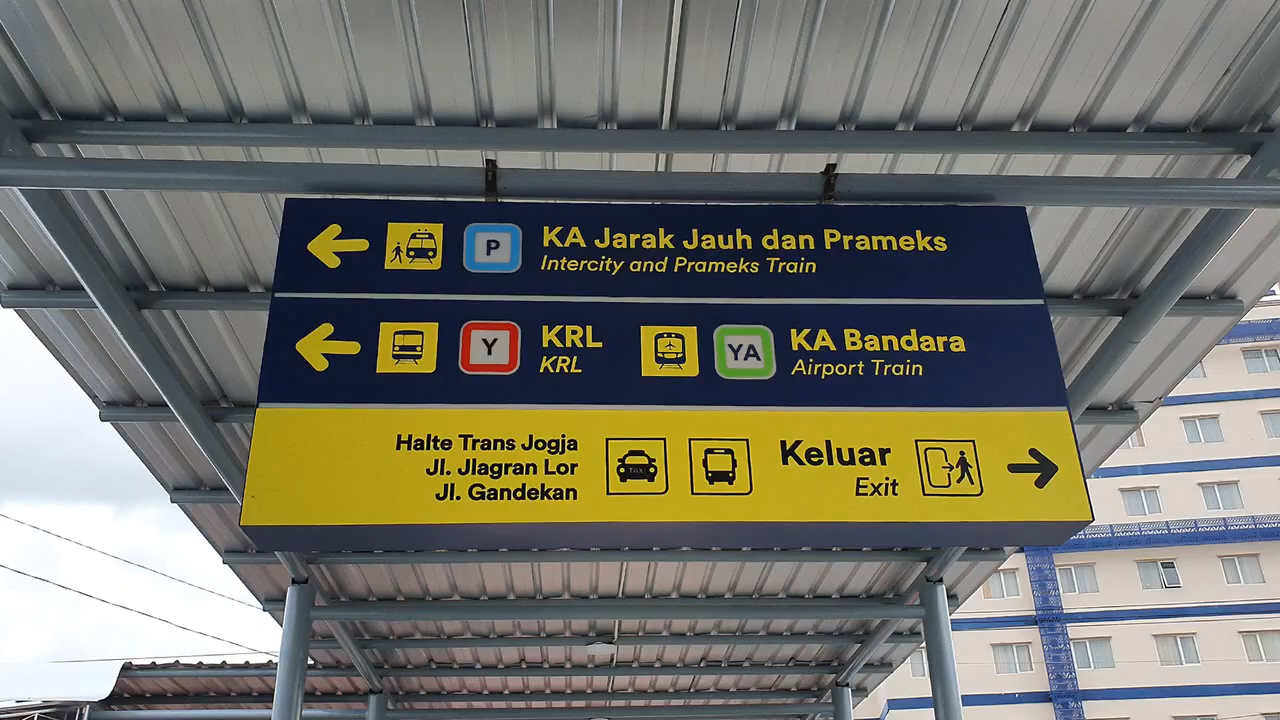 P KA Jarak Jauh dan Prameks
Intercity and Prameks Train
Y KRL YA KA Bandara
KRL Airport Train
Halte Trans Jogja
Jl. Jlagran Lor
Jl. Gandekan
TAXI
Keluar
Exit